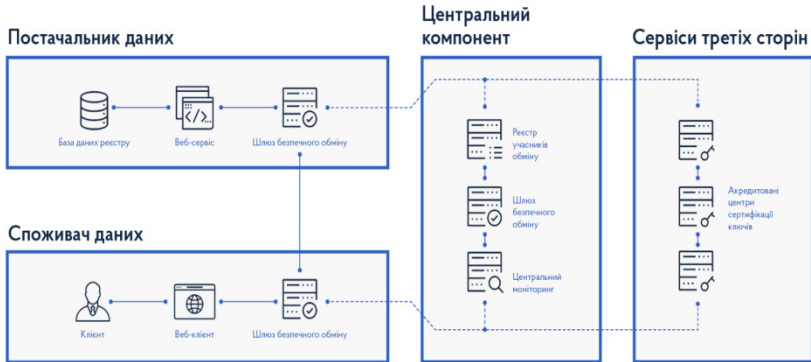 Постачальник даних
База даних реєстру
Веб-сервіс
Шлюз безпечного обміну
Споживач даних
Клієнт
Веб-клієнт
Шлюз безпечного обміну
Центральний
компонент
Реєстр
учасників
обміну
Шлюз
безпечного
обміну
Центральний
моніторинг
Сервіси третіх сторін
Акредитовані
центри
сертифікації
ключів